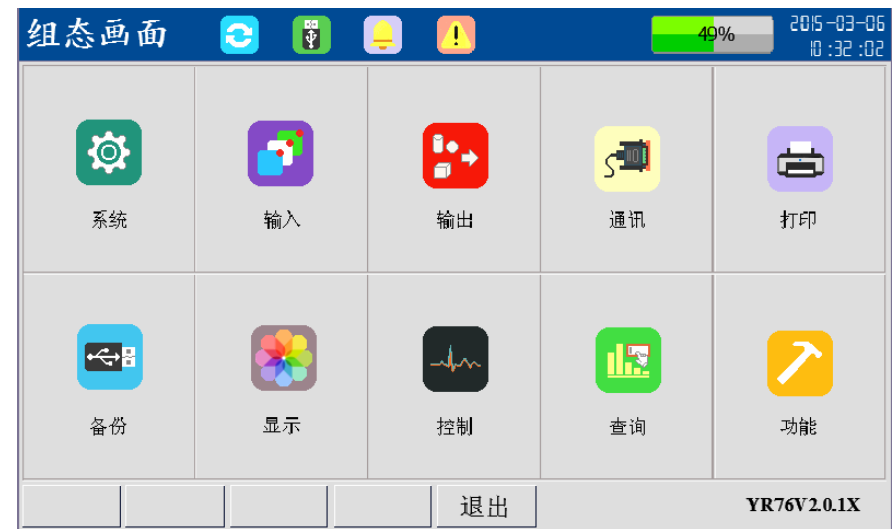 组态画面
49%
2015-03-06
10:32:02
系统 输入 输出 通讯 打印
备份 显示 控制 查询 功能
退出
YR76V2.0.1X